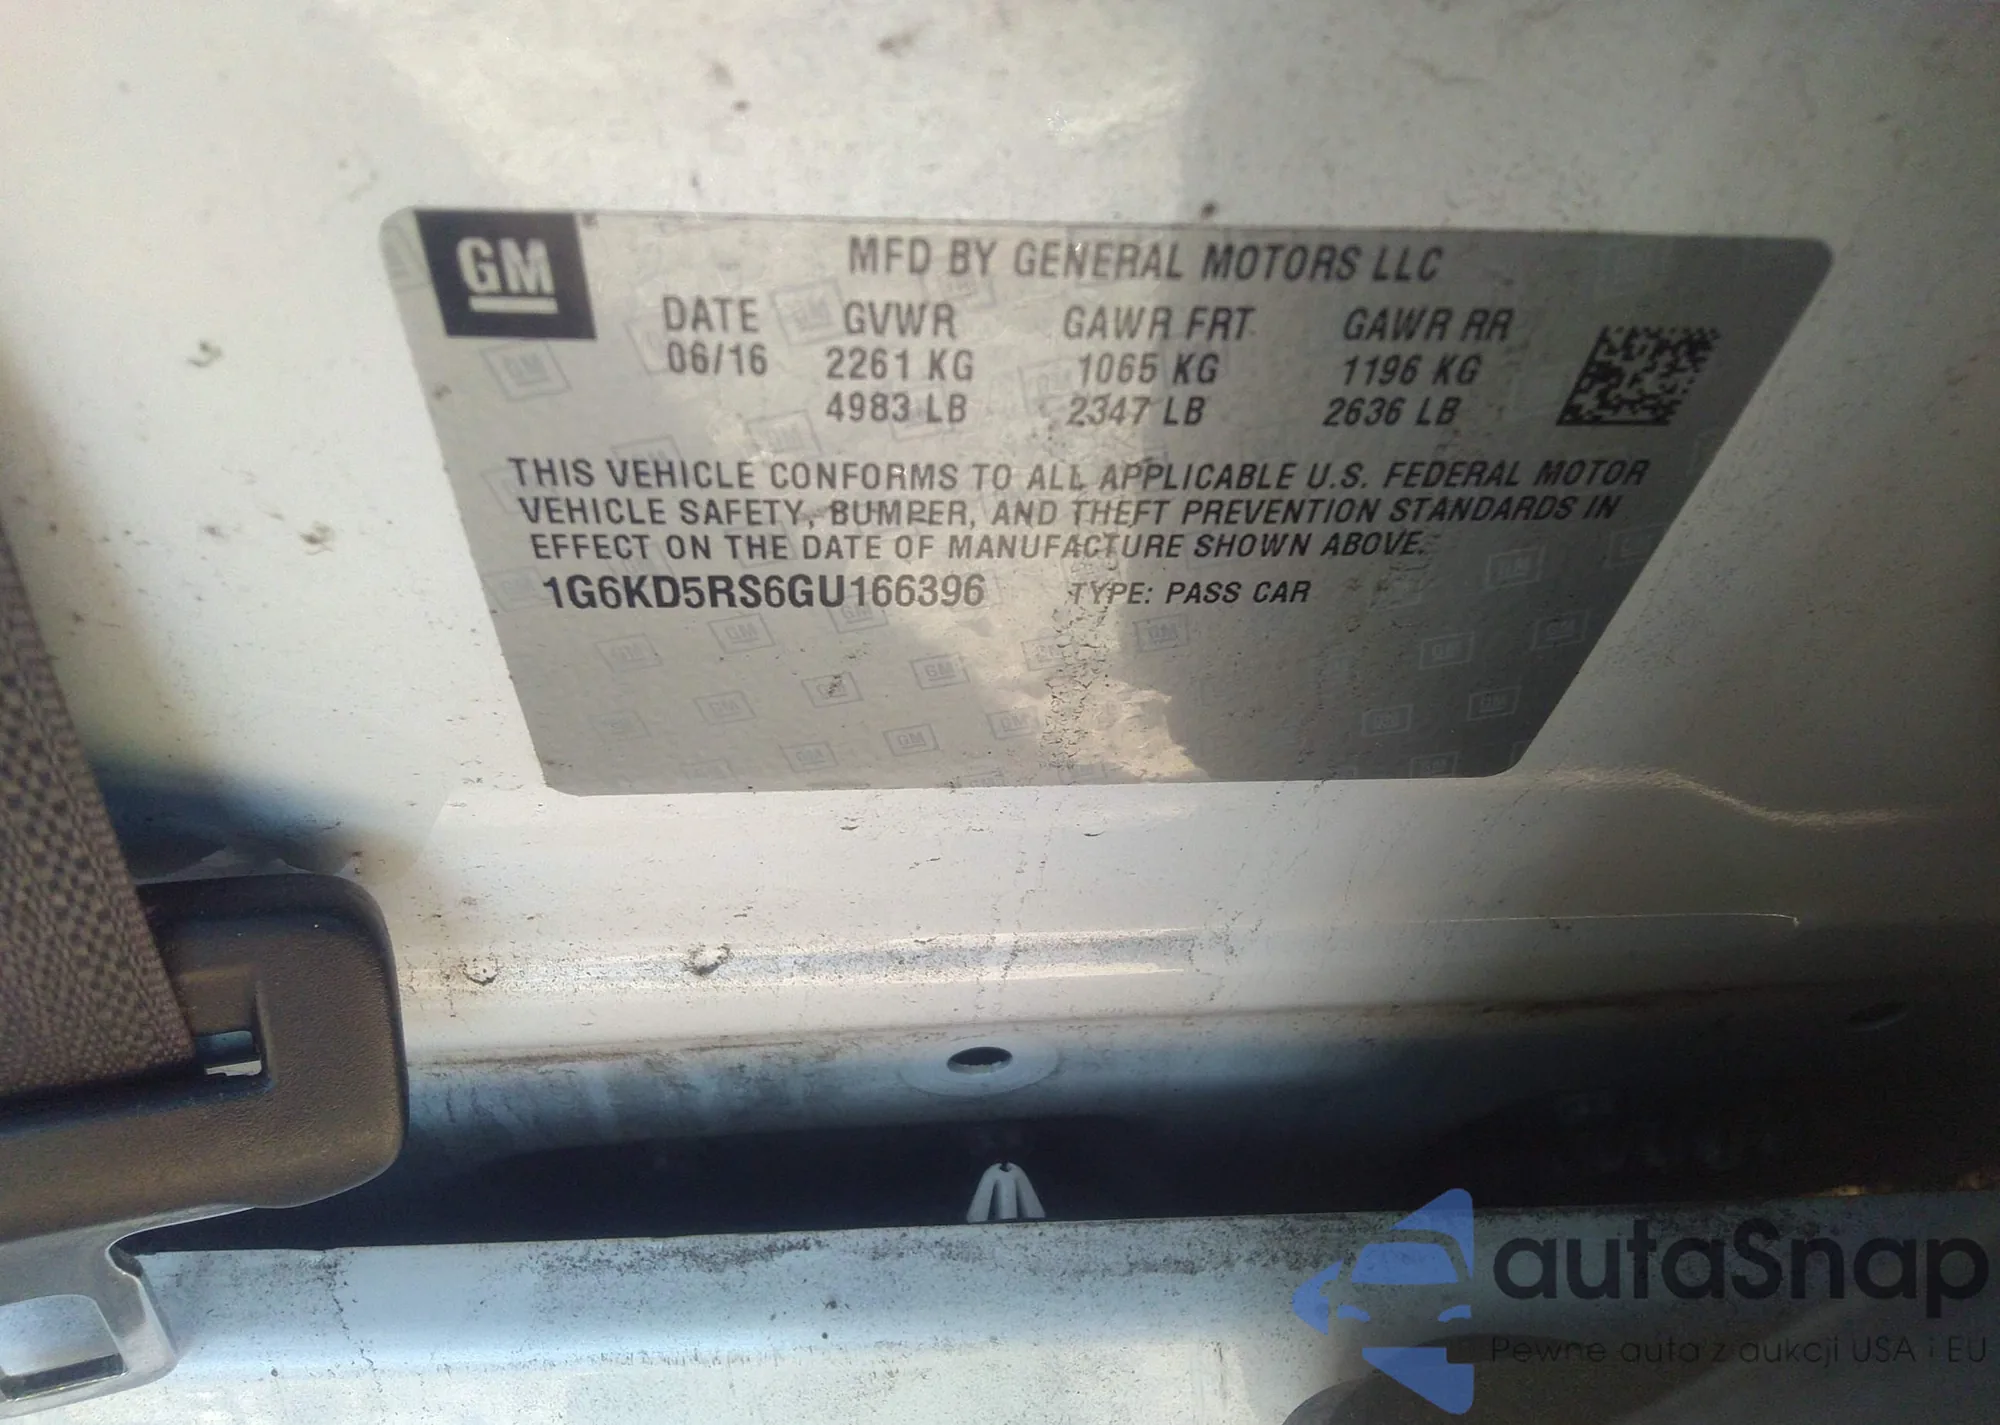 GM
MFD BY GENERAL MOTORS LLC
DATE GVWR GAWR FRT GAWR RR
06/16 2261 KG 1065 KG 1196 KG
4983 LB 2347 LB 2636 LB
THIS VEHICLE CONFORMS TO ALL APPLICABLE U.S. FEDERAL MOTOR
VEHICLE SAFETY, BUMPER, AND THEFT PREVENTION STANDARDS IN
EFFECT ON THE DATE OF MANUFACTURE SHOWN ABOVE.
1G6KD5RS6GU166396 TYPE: PASS CAR
autaSnap
Pewne auta z aukcji USA i EU